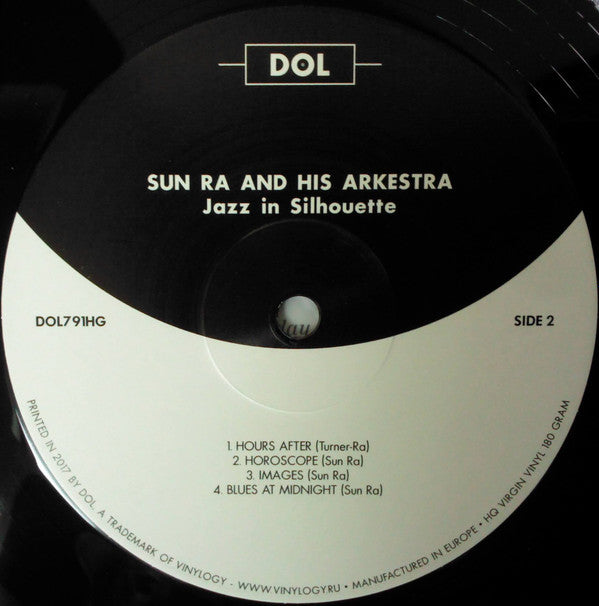 DOL
SUN RA AND HIS ARKESTRA
Jazz in Silhouette
DOL791HG
SIDE 2
1. HOURS AFTER (Turner-Ra)
2. HOROSCOPE (Sun Ra)
3. IMAGES (Sun Ra)
4. BLUES AT MIDNIGHT (Sun Ra)
PRINTED IN 2017 BY DOL. A TRADEMARK OF VINYLOGY - WWW.VINYLOGY.RU • MANUFACTURED IN EUROPE • HQ VIRGIN VINYL 180 GRAM